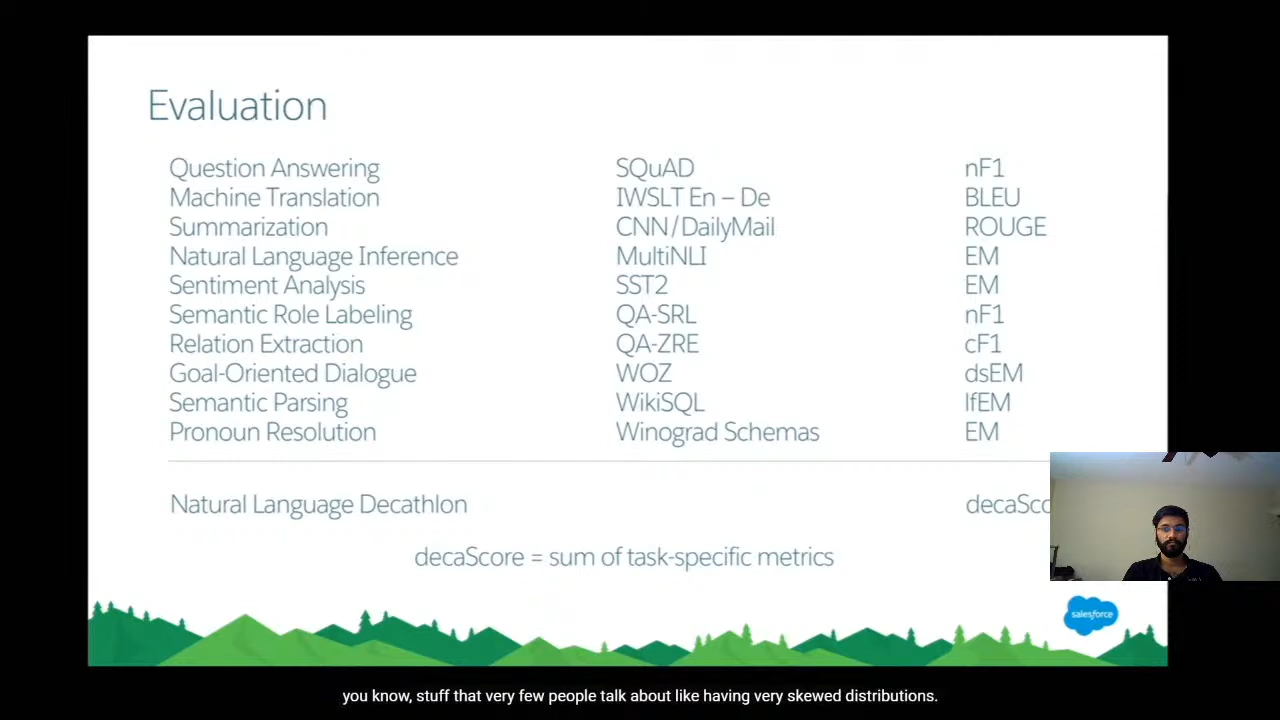 Evaluation
Question Answering SQuAD nF1
Machine Translation IWSLT En – De BLEU
Summarization CNN/DailyMail ROUGE
Natural Language Inference MultiNLI EM
Sentiment Analysis SST2 EM
Semantic Role Labeling QA-SRL nF1
Relation Extraction QA-ZRE cF1
Goal-Oriented Dialogue WOZ dsEM
Semantic Parsing WikiSQL lfEM
Pronoun Resolution Winograd Schemas EM
Natural Language Decathlon decaSco
decaScore = sum of task-specific metrics
salesforce
you know, stuff that very few people talk about like having very skewed distributions.